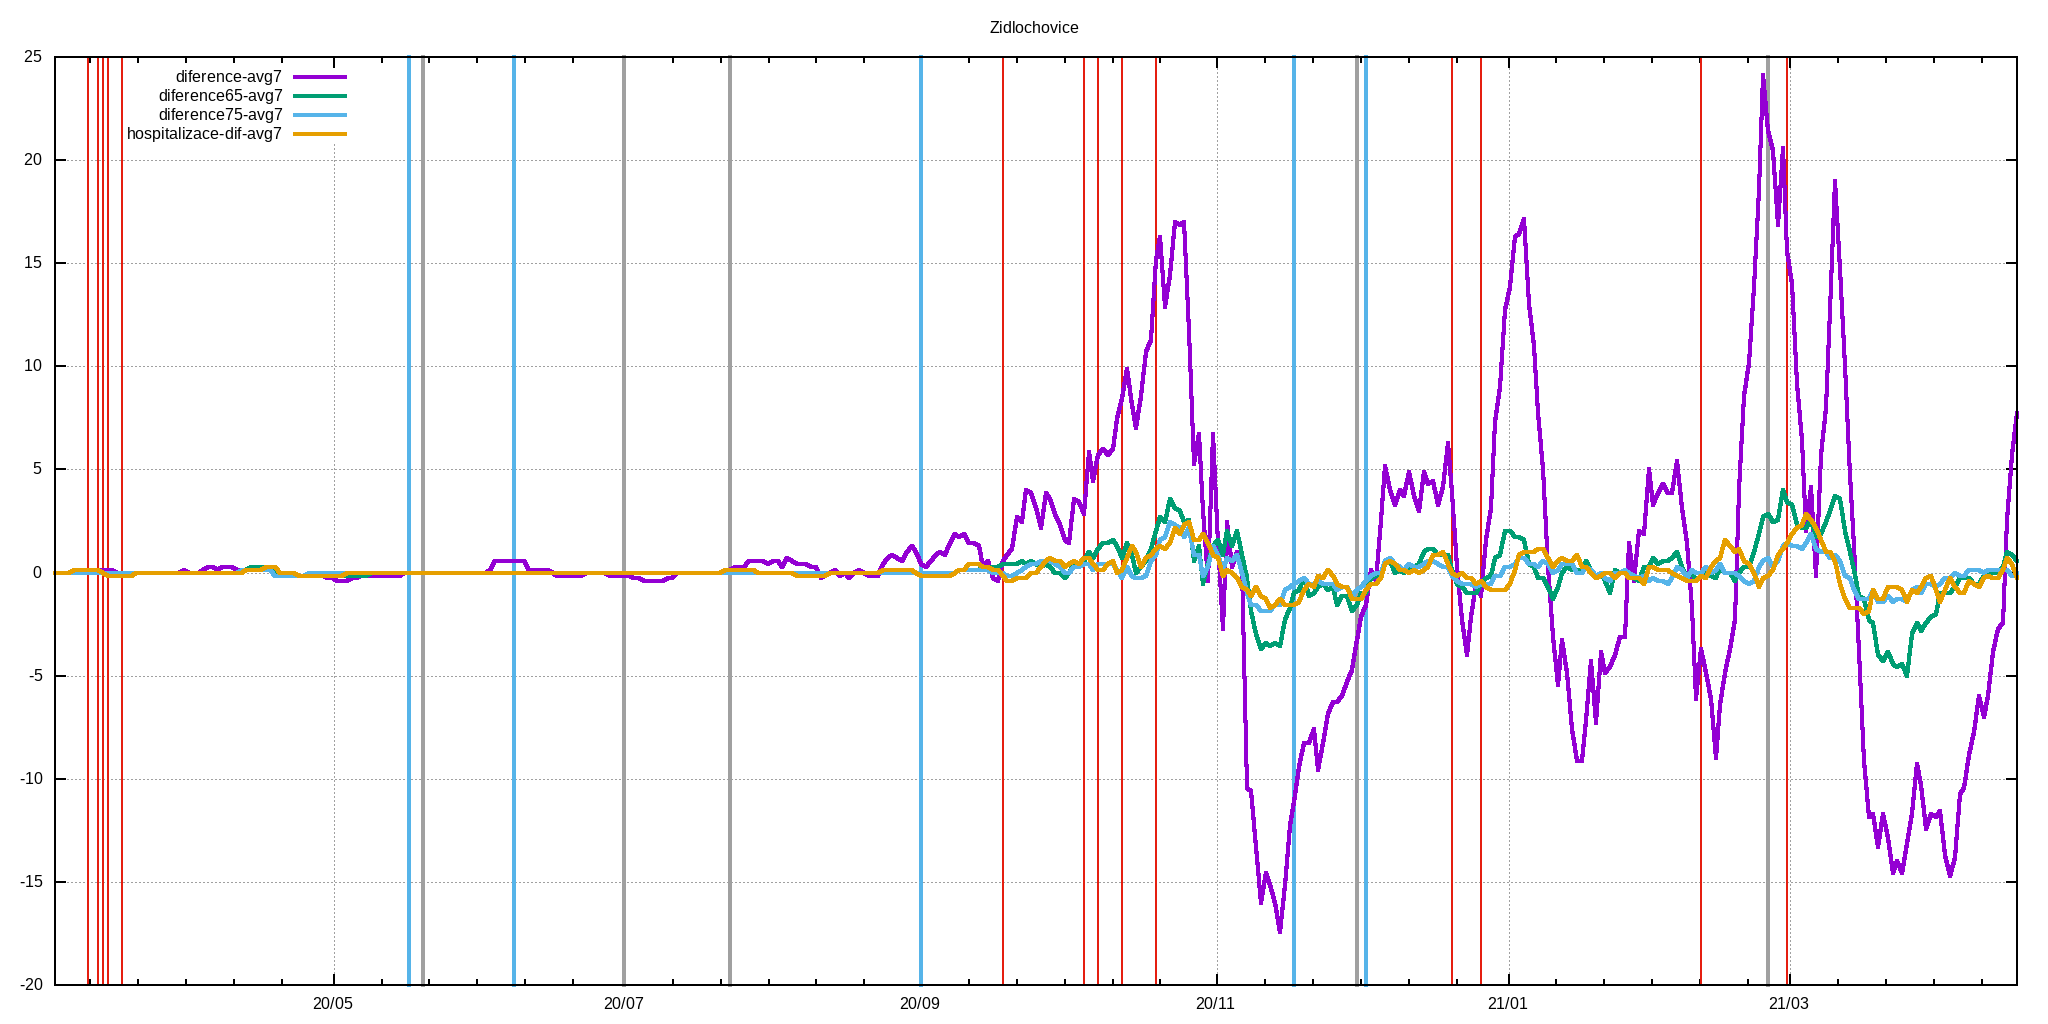 Zidlochovice
25
diference-avg7
diference65-avg7
diference75-avg7
hospitalizace-dif-avg7
20
15
10
5
0
-5
-10
-15
-20
20/05 20/07 20/09 20/11 21/01 21/03